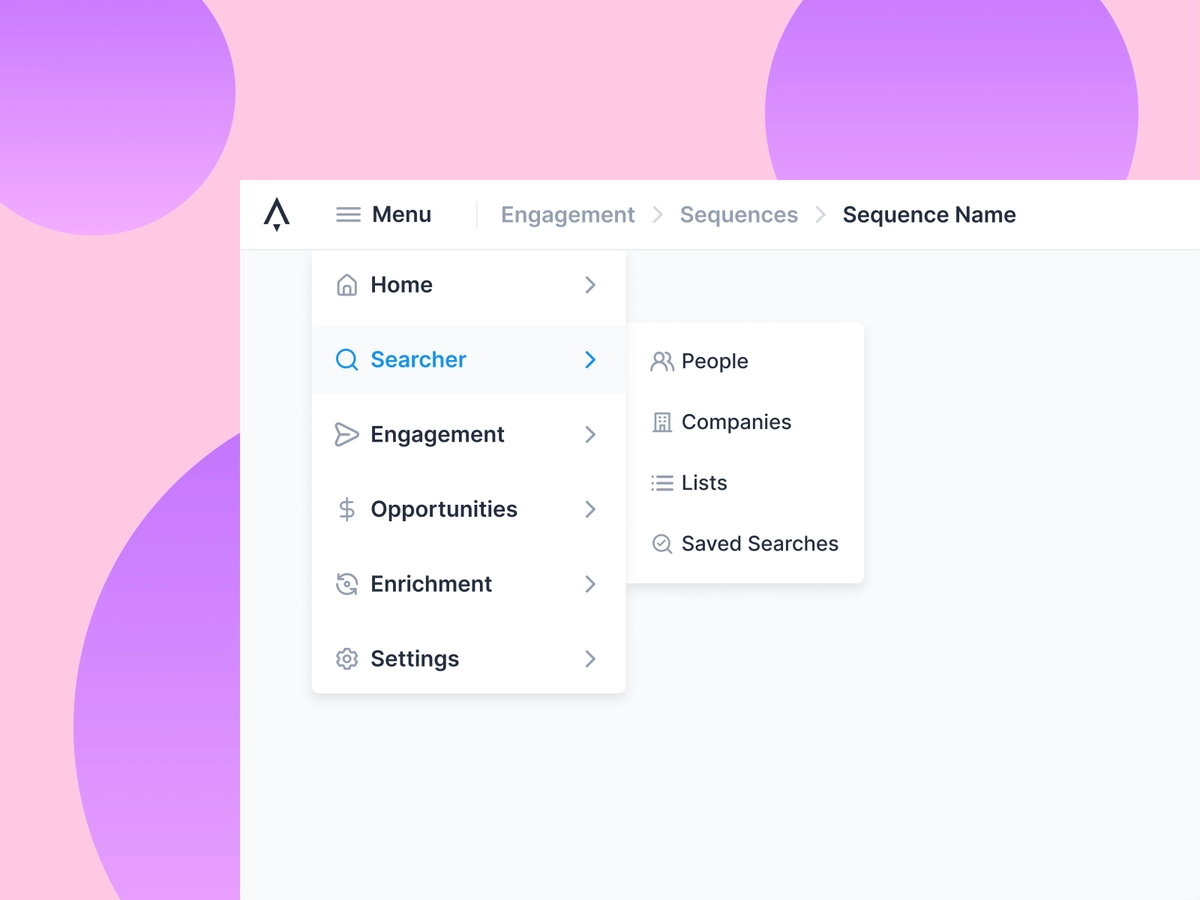 Menu Engagement Sequences Sequence Name
Home
Searcher
Engagement
Opportunities
Enrichment
Settings
People
Companies
Lists
Saved Searches